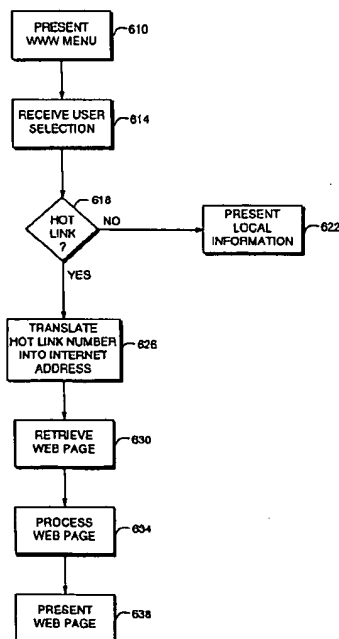 PRESENT
WWW MENU
610
RECEIVE USER
SELECTION
614
618
HOT
LINK
?
NO
PRESENT
LOCAL
INFORMATION
622
YES
TRANSLATE
HOT LINK NUMBER
INTO INTERNET
ADDRESS
626
RETRIEVE
WEB PAGE
630
PROCESS
WEB PAGE
634
PRESENT
WEB PAGE
638